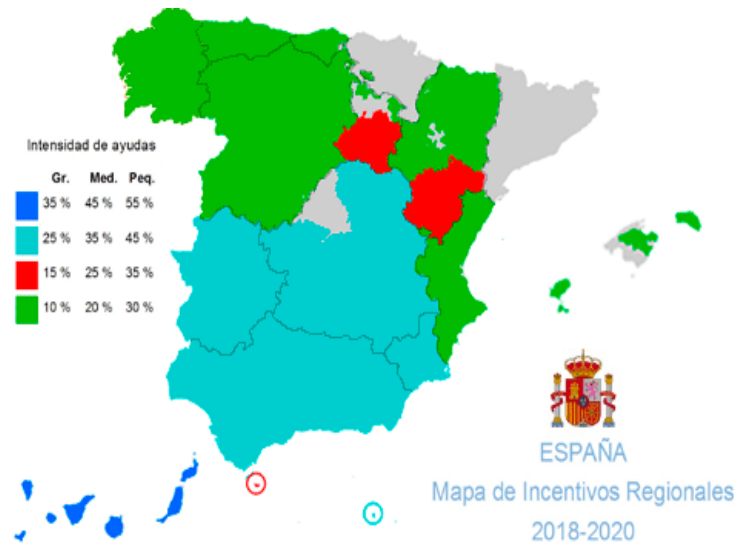 Intensidad de ayudas
Gr. Med. Peq.
35 % 45 % 55 %
25 % 35 % 45 %
15 % 25 % 35 %
10 % 20 % 30 %
ESPAÑA
Mapa de Incentivos Regionales
2018-2020